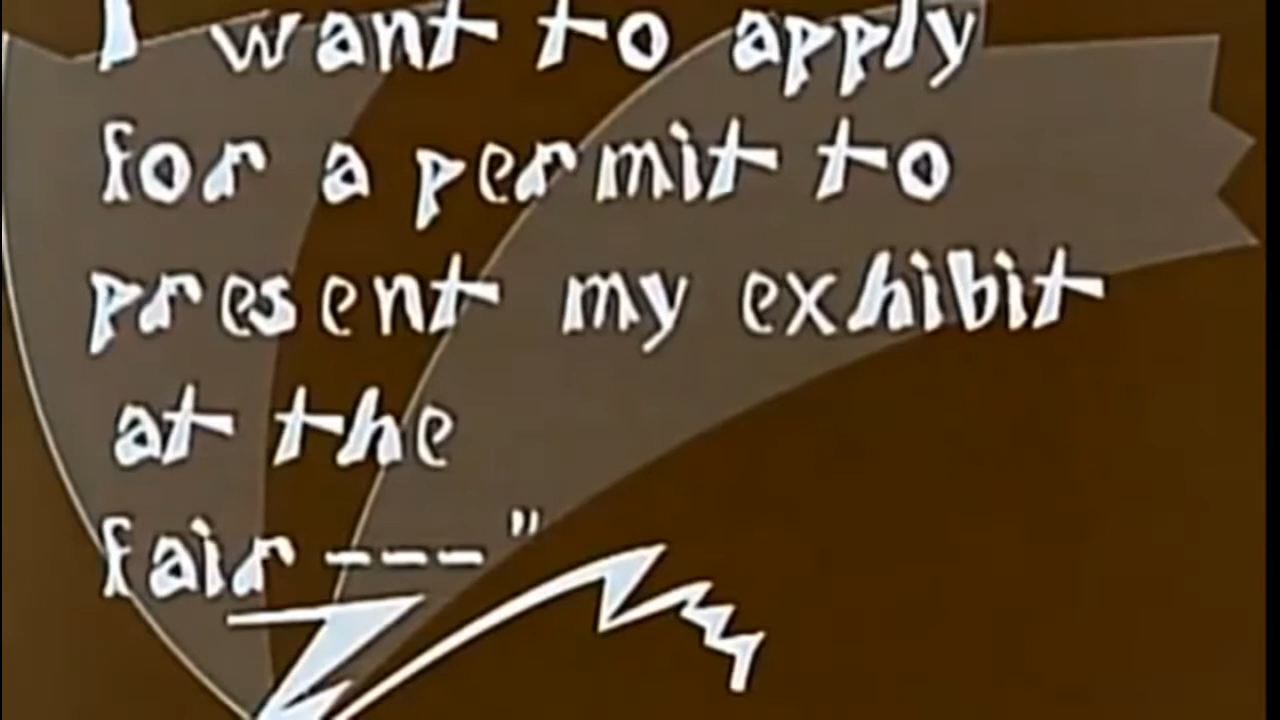 I want to apply
for a permit to
present my exhibit
at the
fair ---"